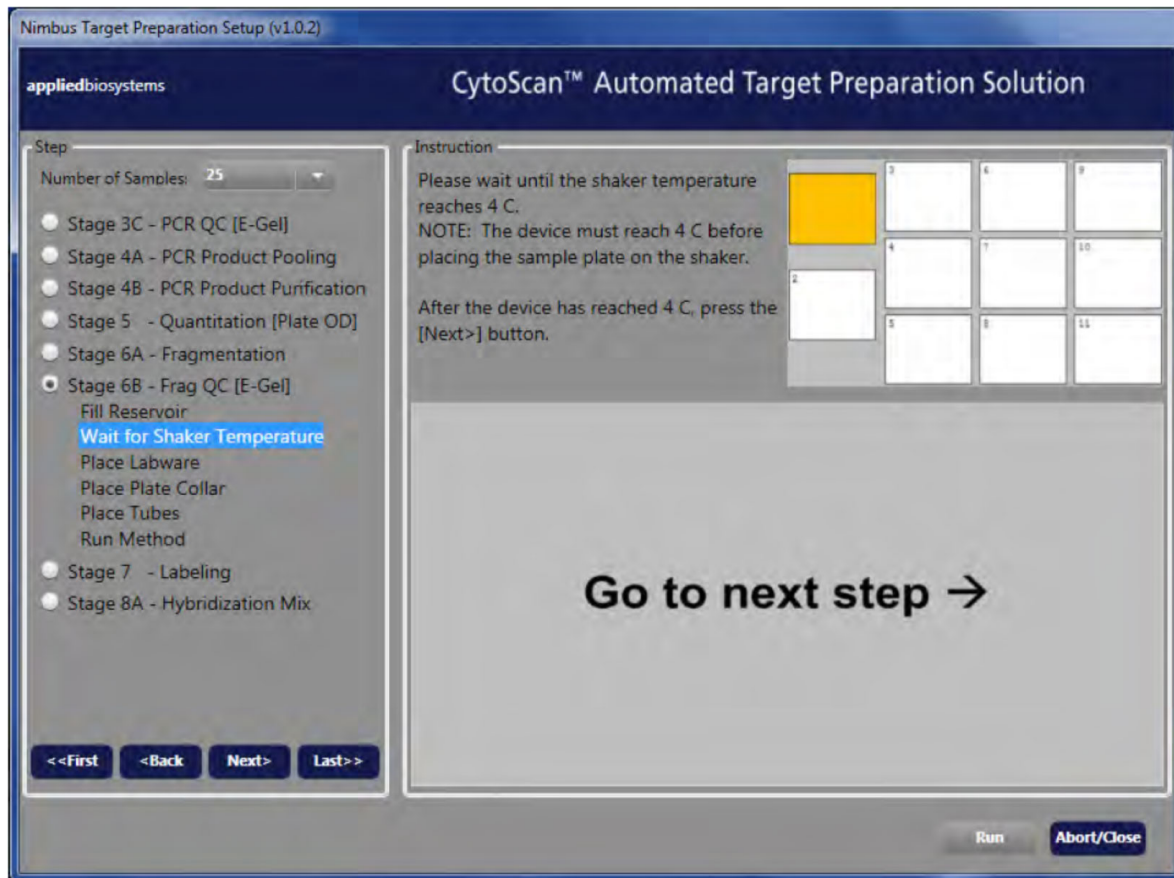 Nimbus Target Preparation Setup (v1.0.2)
appliedbiosystems
CytoScan™ Automated Target Preparation Solution
Step
Number of Samples: 25
Stage 3C - PCR QC [E-Gel]
Stage 4A - PCR Product Pooling
Stage 4B - PCR Product Purification
Stage 5 - Quantitation [Plate OD]
Stage 6A - Fragmentation
Stage 6B - Frag QC [E-Gel]
Fill Reservoir
Wait for Shaker Temperature
Place Labware
Place Plate Collar
Place Tubes
Run Method
Stage 7 - Labeling
Stage 8A - Hybridization Mix
<<First <Back Next> Last>>
Instruction
Please wait until the shaker temperature
reaches 4 C.
NOTE: The device must reach 4 C before
placing the sample plate on the shaker.
After the device has reached 4 C, press the
[Next>] button.
3 6 9
2 4 7 10
5 8 11
Go to next step →
Run Abort/Close